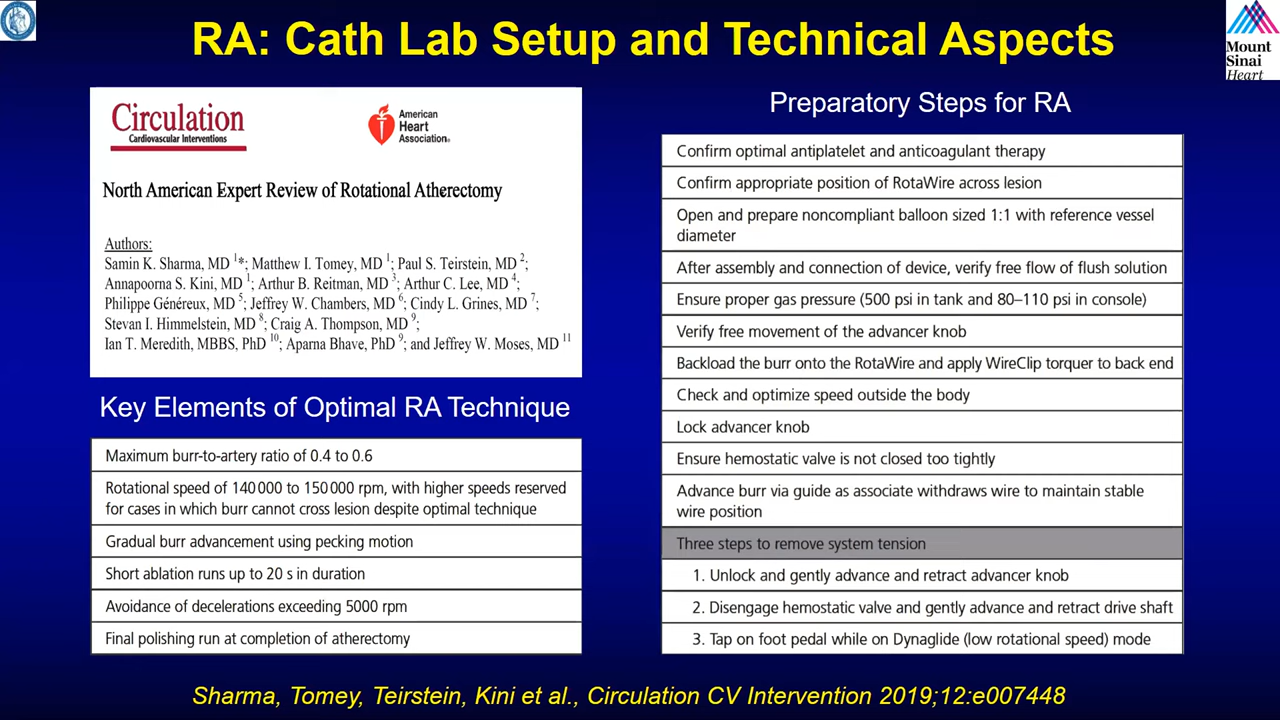 RA: Cath Lab Setup and Technical Aspects
Mount
Sinai
Heart
Circulation
Cardiovascular Interventions
American
Heart
Association®
North American Expert Review of Rotational Atherectomy
Authors:
Samin K. Sharma, MD 1*; Matthew I. Tomey, MD 1; Paul S. Teirstein, MD 2;
Annapoorna S. Kini, MD 1; Arthur B. Reitman, MD 3; Arthur C. Lee, MD 4;
Philippe Généreux, MD 5; Jeffrey W. Chambers, MD 6; Cindy L. Grines, MD 7;
Stevan I. Himmelstein, MD 8; Craig A. Thompson, MD 9;
Ian T. Meredith, MBBS, PhD 10; Aparna Bhave, PhD 9; and Jeffrey W. Moses, MD 11
Key Elements of Optimal RA Technique
Maximum burr-to-artery ratio of 0.4 to 0.6
Rotational speed of 140 000 to 150 000 rpm, with higher speeds reserved
for cases in which burr cannot cross lesion despite optimal technique
Gradual burr advancement using pecking motion
Short ablation runs up to 20 s in duration
Avoidance of decelerations exceeding 5000 rpm
Final polishing run at completion of atherectomy
Preparatory Steps for RA
Confirm optimal antiplatelet and anticoagulant therapy
Confirm appropriate position of RotaWire across lesion
Open and prepare noncompliant balloon sized 1:1 with reference vessel
diameter
After assembly and connection of device, verify free flow of flush solution
Ensure proper gas pressure (500 psi in tank and 80–110 psi in console)
Verify free movement of the advancer knob
Backload the burr onto the RotaWire and apply WireClip torquer to back end
Check and optimize speed outside the body
Lock advancer knob
Ensure hemostatic valve is not closed too tightly
Advance burr via guide as associate withdraws wire to maintain stable
wire position
Three steps to remove system tension
1. Unlock and gently advance and retract advancer knob
2. Disengage hemostatic valve and gently advance and retract drive shaft
3. Tap on foot pedal while on Dynaglide (low rotational speed) mode
Sharma, Tomey, Teirstein, Kini et al., Circulation CV Intervention 2019;12:e007448